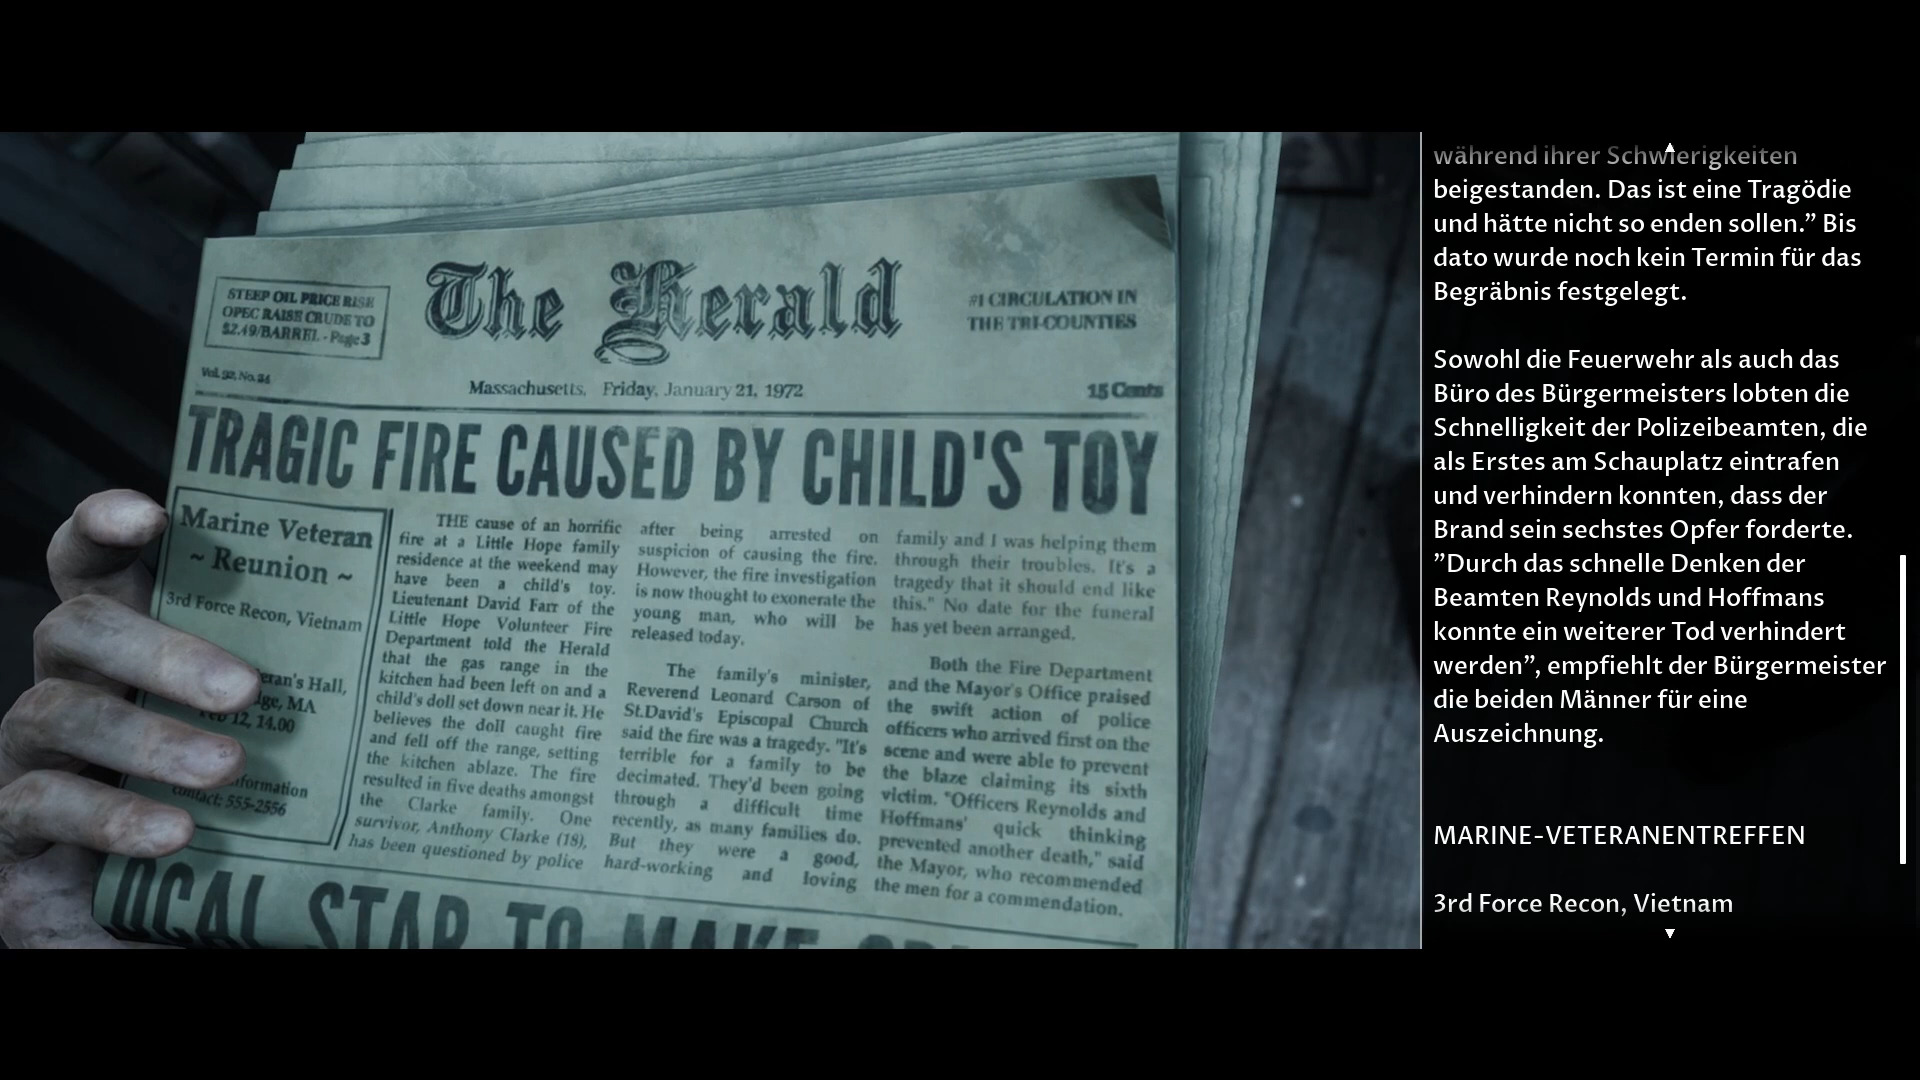 STEEP OIL PRICE RISE
OPEC RAISE CRUDE TO
$2.49/BARREL - Page 3
The Herald
#1 CIRCULATION IN
THE TRI-COUNTIES
Vol. 92, No. 24
Massachusetts, Friday, January 21, 1972
15 Cents
TRAGIC FIRE CAUSED BY CHILD'S TOY
Marine Veteran
~ Reunion ~
3rd Force Recon, Vietnam
eran's Hall,
ge, MA
Feb 12, 14.00
formation
contact: 555-2556
THE cause of an horrific
fire at a Little Hope family
residence at the weekend may
have been a child's toy.
Lieutenant David Farr of the
Little Hope Volunteer Fire
Department told the Herald
that the gas range in the
kitchen had been left on and a
child's doll set down near it. He
believes the doll caught fire
and fell off the range, setting
the kitchen ablaze. The fire
resulted in five deaths amongst
the Clarke family. One
survivor, Anthony Clarke (18),
has been questioned by police
after being arrested on
suspicion of causing the fire.
However, the fire investigation
is now thought to exonerate the
young man, who will be
released today.
The family's minister,
Reverend Leonard Carson of
St.David's Episcopal Church
said the fire was a tragedy. "It's
terrible for a family to be
decimated. They'd been going
through a difficult time
recently, as many families do.
But they were a good,
hard-working and loving
family and I was helping them
through their troubles. It's a
tragedy that it should end like
this." No date for the funeral
has yet been arranged.
Both the Fire Department
and the Mayor's Office praised
the swift action of police
officers who arrived first on the
scene and were able to prevent
the blaze claiming its sixth
victim. "Officers Reynolds and
Hoffmans' quick thinking
prevented another death," said
the Mayor, who recommended
the men for a commendation.
OCAL STAR TO MAKE
während ihrer Schwierigkeiten
beigestanden. Das ist eine Tragödie
und hätte nicht so enden sollen.” Bis
dato wurde noch kein Termin für das
Begräbnis festgelegt.
Sowohl die Feuerwehr als auch das
Büro des Bürgermeisters lobten die
Schnelligkeit der Polizeibeamten, die
als Erstes am Schauplatz eintrafen
und verhindern konnten, dass der
Brand sein sechstes Opfer forderte.
”Durch das schnelle Denken der
Beamten Reynolds und Hoffmans
konnte ein weiterer Tod verhindert
werden”, empfiehlt der Bürgermeister
die beiden Männer für eine
Auszeichnung.
MARINE-VETERANENTREFFEN
3rd Force Recon, Vietnam